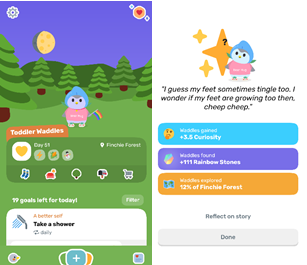 Toddler Waddles
Day 51
Finchie Forest
19 goals left for today!
Filter
A better self
Take a shower
daily
?
"I guess my feet sometimes tingle too. I
wonder if my feet are growing too then,
cheep cheep."
Waddles gained
+3.5 Curiosity
Waddles found
+111 Rainbow Stones
Waddles explored
12% of Finchie Forest
Reflect on story
Done